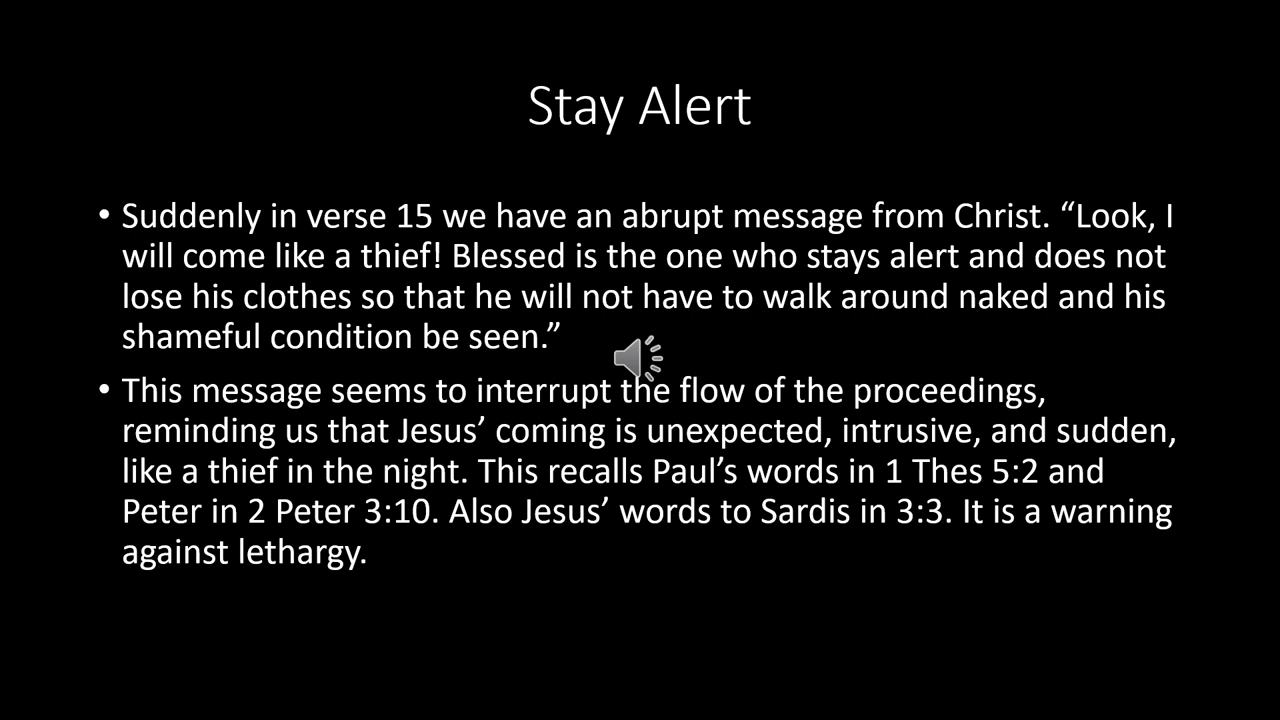 Stay Alert
• Suddenly in verse 15 we have an abrupt message from Christ. “Look, I
will come like a thief! Blessed is the one who stays alert and does not
lose his clothes so that he will not have to walk around naked and his
shameful condition be seen.”
• This message seems to interrupt the flow of the proceedings,
reminding us that Jesus’ coming is unexpected, intrusive, and sudden,
like a thief in the night. This recalls Paul’s words in 1 Thes 5:2 and
Peter in 2 Peter 3:10. Also Jesus’ words to Sardis in 3:3. It is a warning
against lethargy.